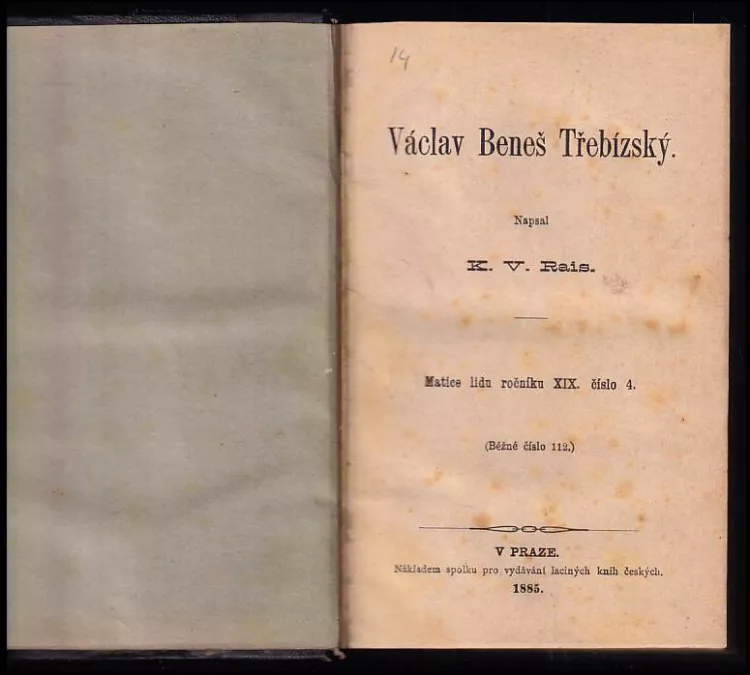 14
Václav Beneš Třebízský.
Napsal
K. V. Rais.
Matice lidu ročníku XIX. číslo 4.
(Běžné číslo 112.)
V PRAZE.
Nákladem spolku pro vydávání laciných knih českých.
1885.